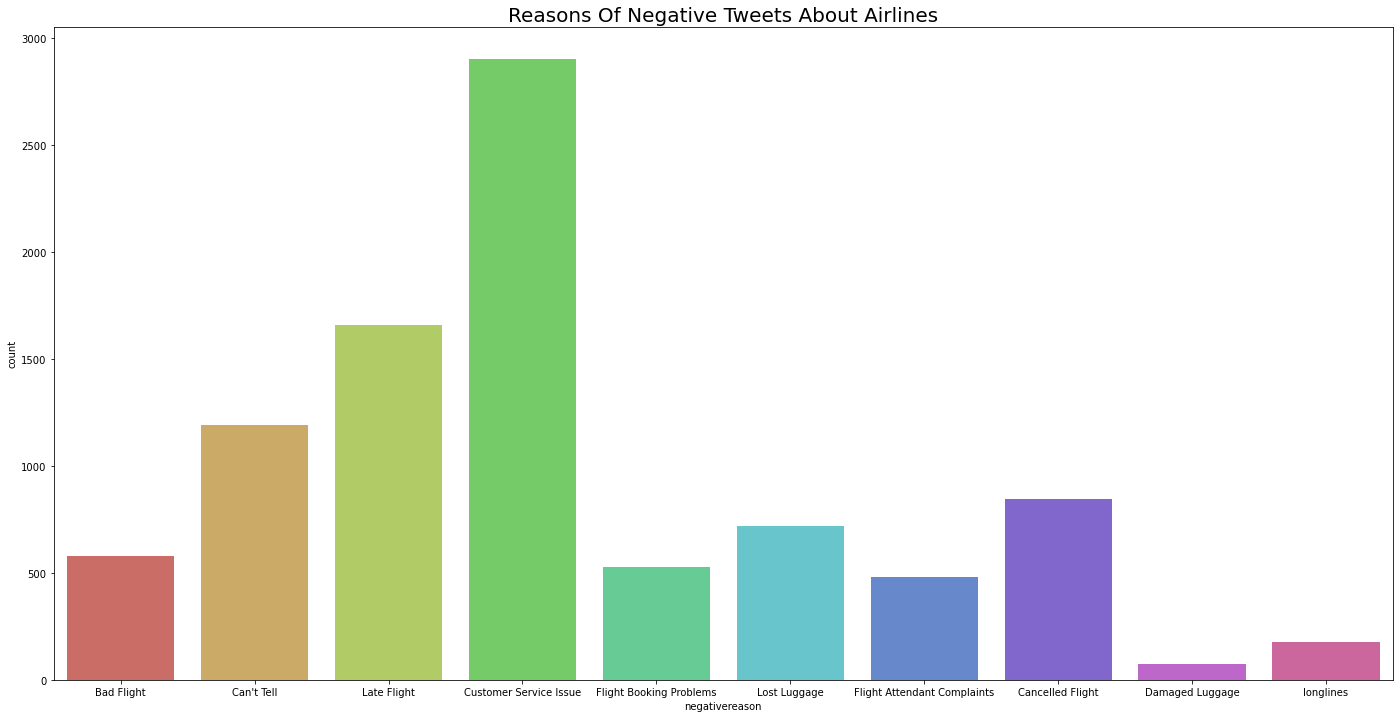 Reasons Of Negative Tweets About Airlines
3000
2500
2000
1500
1000
500
0
count
Bad Flight
Can't Tell
Late Flight
Customer Service Issue
Flight Booking Problems
Lost Luggage
Flight Attendant Complaints
Cancelled Flight
Damaged Luggage
longlines
negativereason